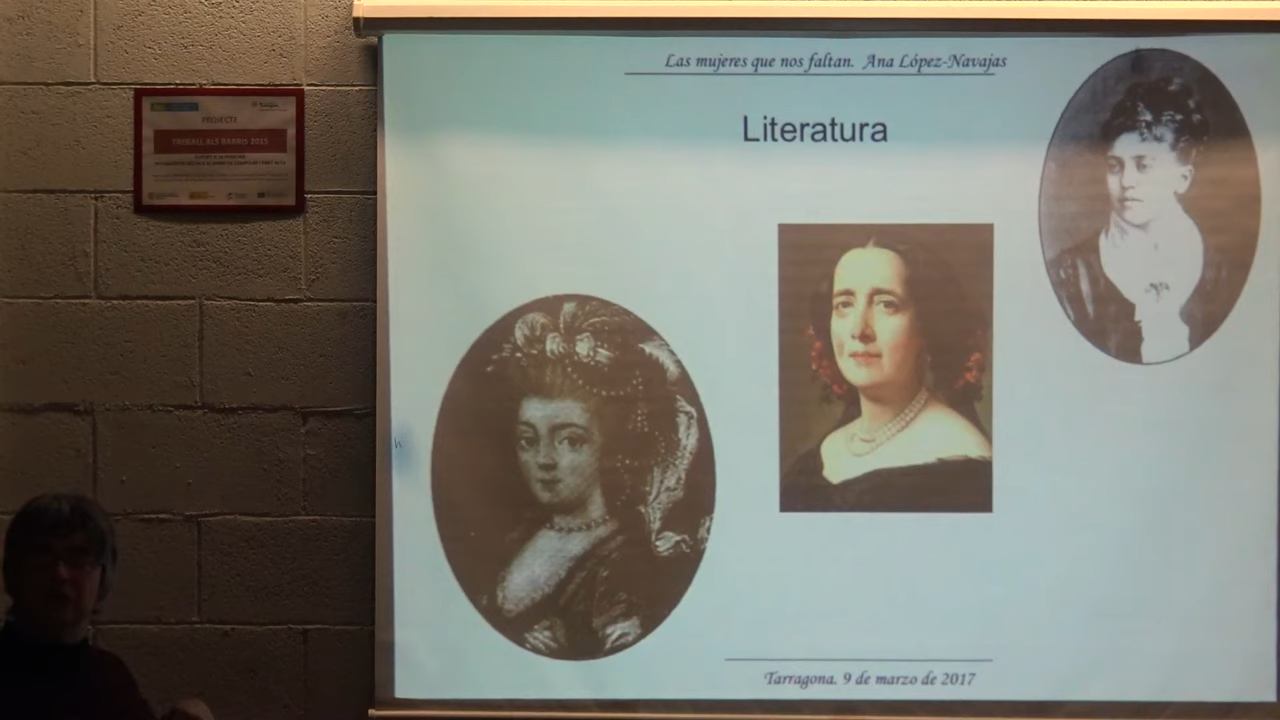 Las mujeres que nos faltan. Ana López-Navajas
Literatura
PROJECTE
TREBALL ALS BARRIS 2015
Tarragona. 9 de marzo de 2017